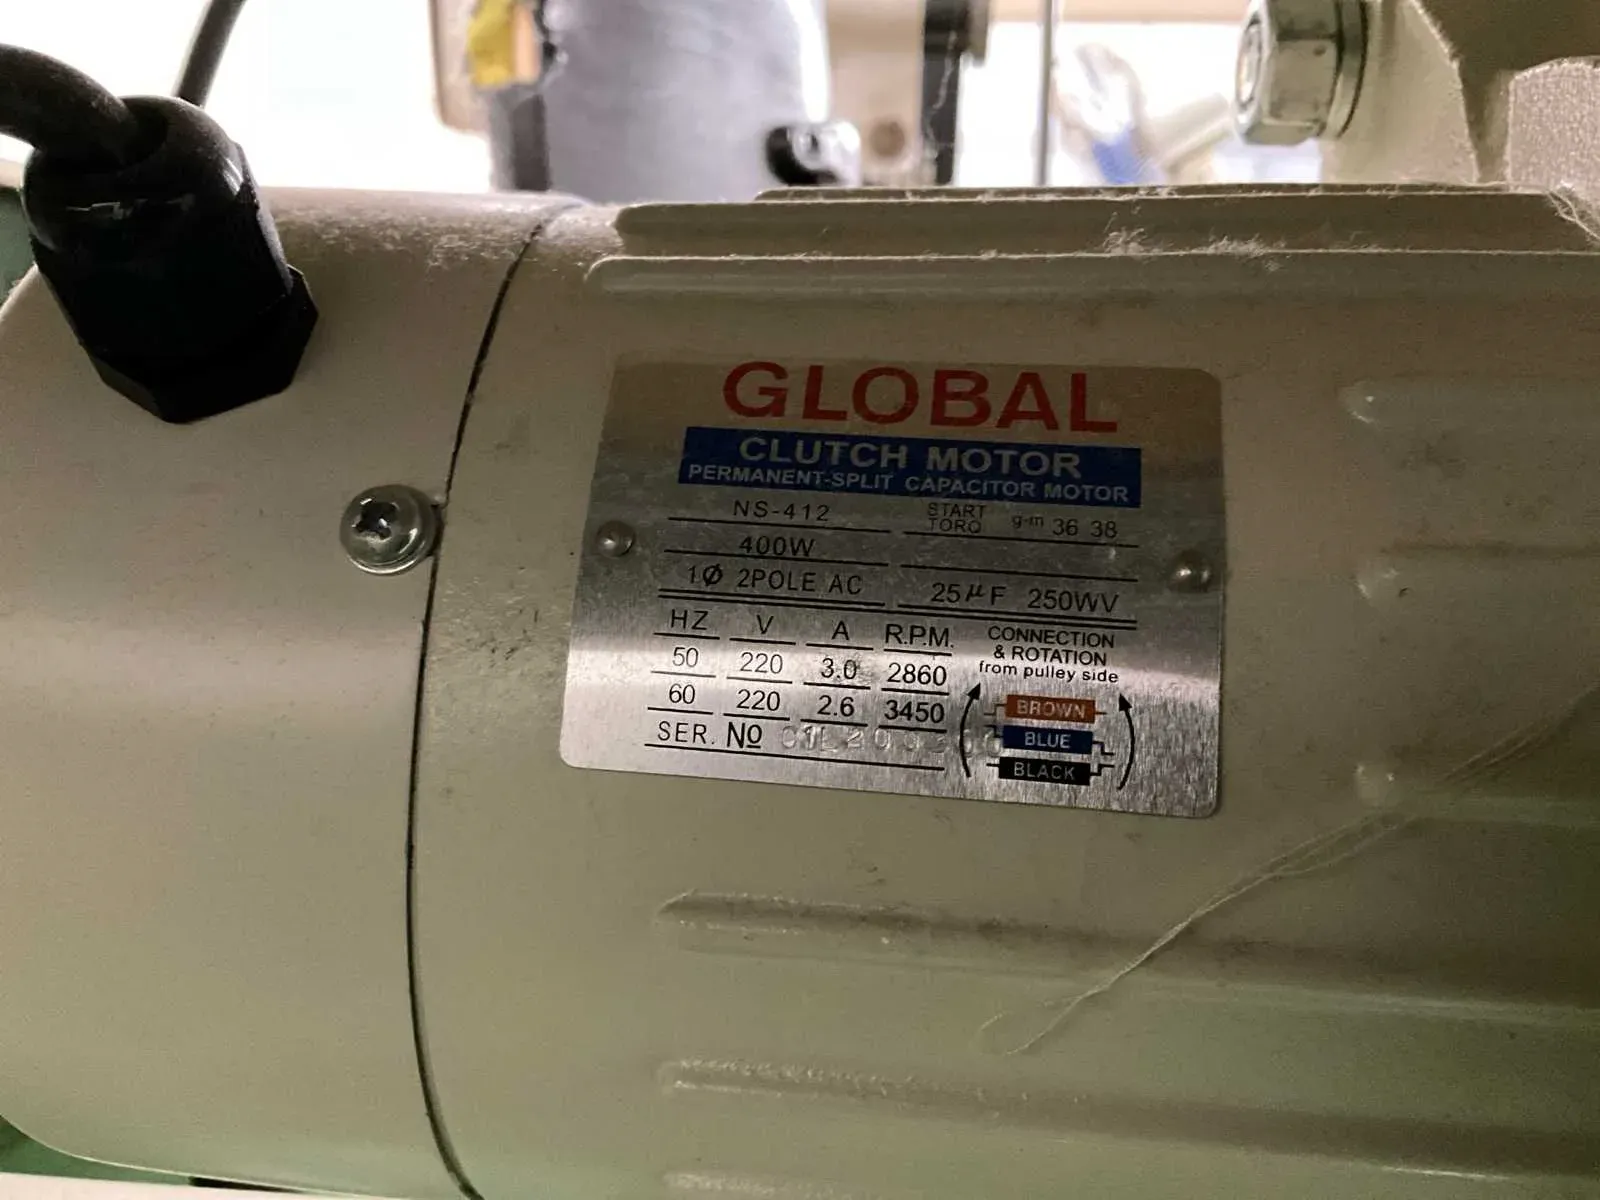 GLOBAL
CLUTCH MOTOR
PERMANENT-SPLIT CAPACITOR MOTOR
NS-412 START TORQ g-m 36 38
400W
1Ø 2POLE AC 25μF 250WV
HZ V A R.P.M.
50 220 3.0 2860
60 220 2.6 3450
SER. No
CONNECTION
& ROTATION
from pulley side
BROWN
BLUE
BLACK